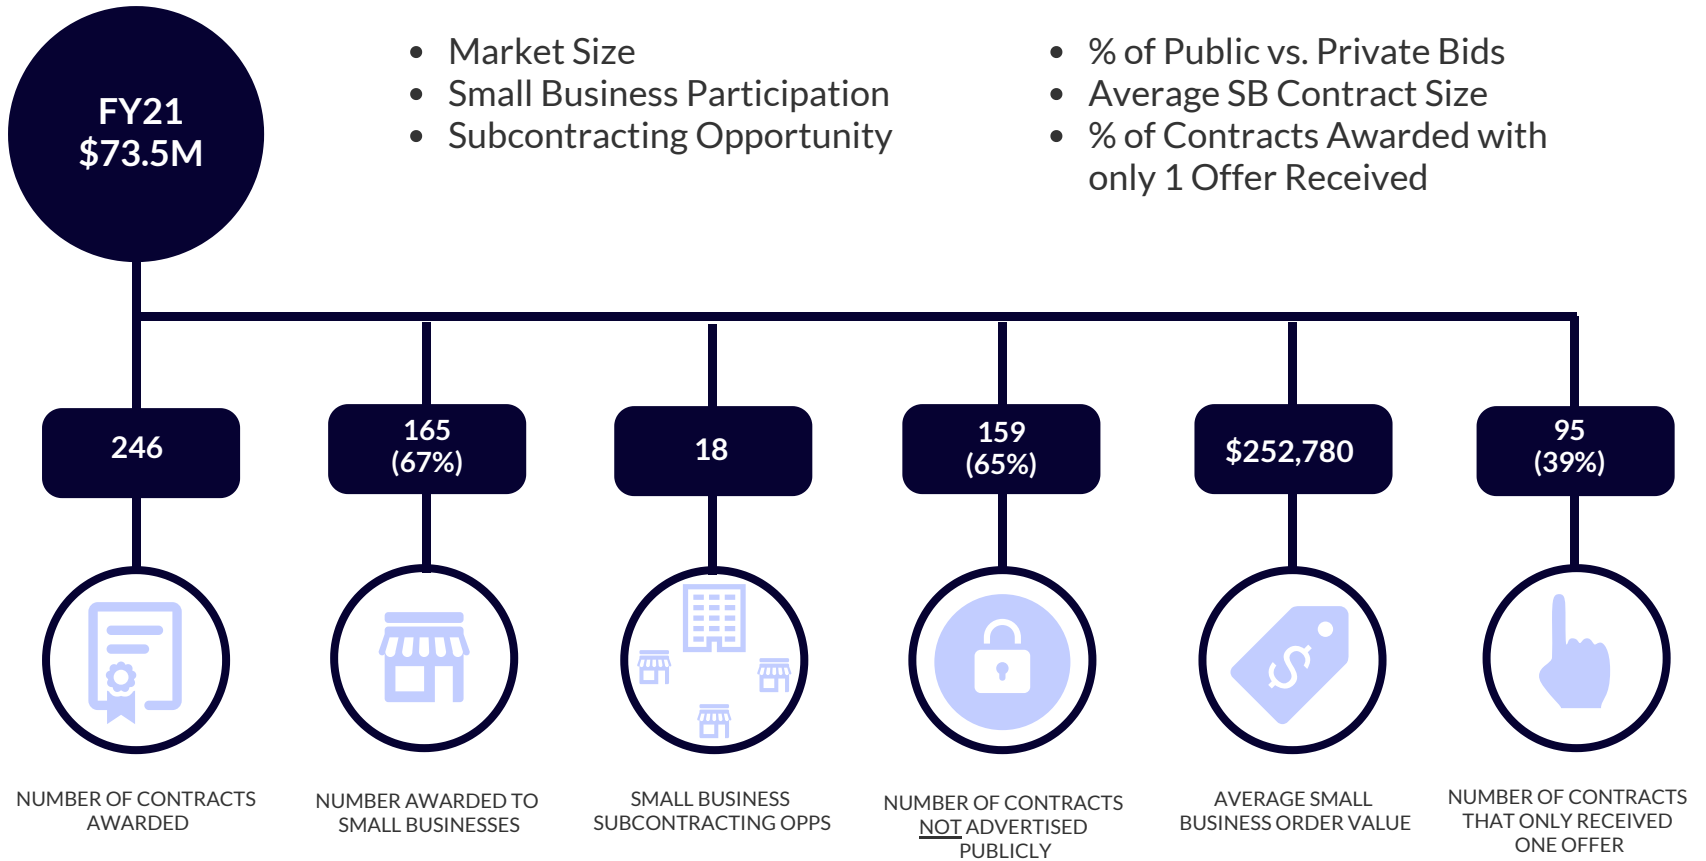 FY21
$73.5M
• Market Size
• Small Business Participation
• Subcontracting Opportunity
• % of Public vs. Private Bids
• Average SB Contract Size
• % of Contracts Awarded with
only 1 Offer Received
246
165
(67%)
18
159
(65%)
$252,780
95
(39%)
NUMBER OF CONTRACTS
AWARDED
NUMBER AWARDED TO
SMALL BUSINESSES
SMALL BUSINESS
SUBCONTRACTING OPPS
NUMBER OF CONTRACTS
NOT ADVERTISED
PUBLICLY
AVERAGE SMALL
BUSINESS ORDER VALUE
NUMBER OF CONTRACTS
THAT ONLY RECEIVED
ONE OFFER